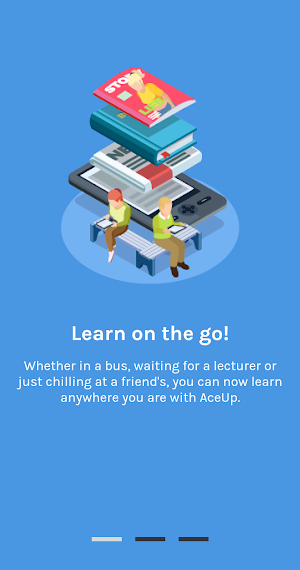 Learn on the go!
Whether in a bus, waiting for a lecturer or
just chilling at a friend's, you can now learn
anywhere you are with AceUp.